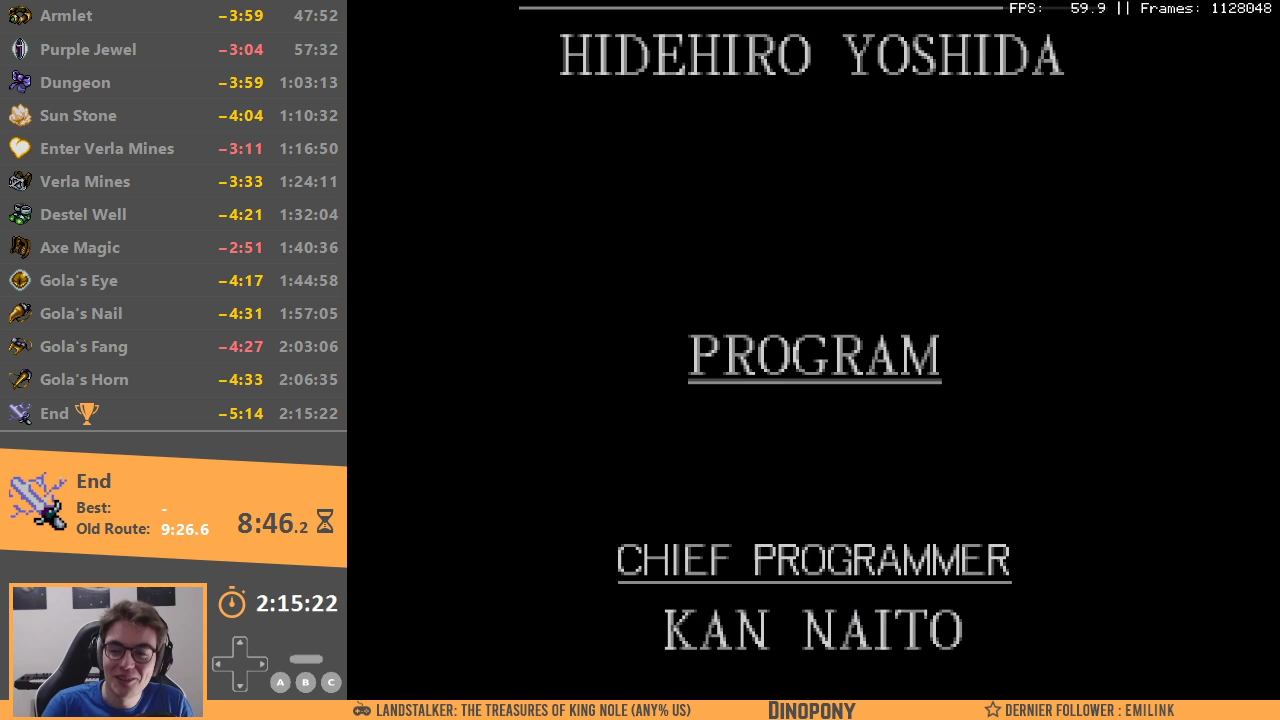 Armlet −3:59 47:52
Purple Jewel −3:04 57:32
Dungeon −3:59 1:03:13
Sun Stone −4:04 1:10:32
Enter Verla Mines −3:11 1:16:50
Verla Mines −3:33 1:24:11
Destel Well −4:21 1:32:04
Axe Magic −2:51 1:40:36
Gola's Eye −4:17 1:44:58
Gola's Nail −4:31 1:57:05
Gola's Fang −4:27 2:03:06
Gola's Horn −4:33 2:06:35
End −5:14 2:15:22
End
Best: -
Old Route: 9:26.6
8:46.2
2:15:22
A B C
FPS: 59.9 || Frames: 1128048
HIDEHIRO YOSHIDA
PROGRAM
CHIEF PROGRAMMER
KAN NAITO
LANDSTALKER: THE TREASURES OF KING NOLE (ANY% US)
DINOPONY
DERNIER FOLLOWER : EMILINK